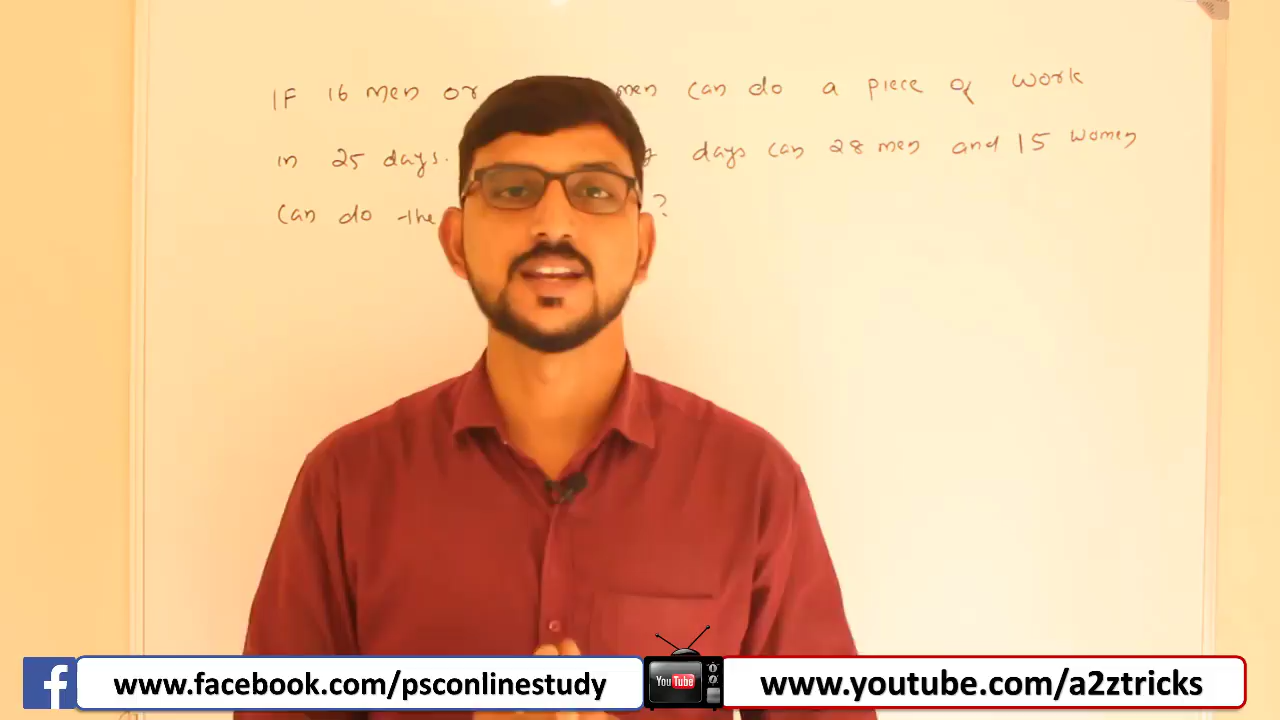 IF 16 men or men can do a piece of work
in 25 days. days can 28 men and 15 women
can do the ?
www.facebook.com/psconlinestudy
You Tube
www.youtube.com/a2ztricks